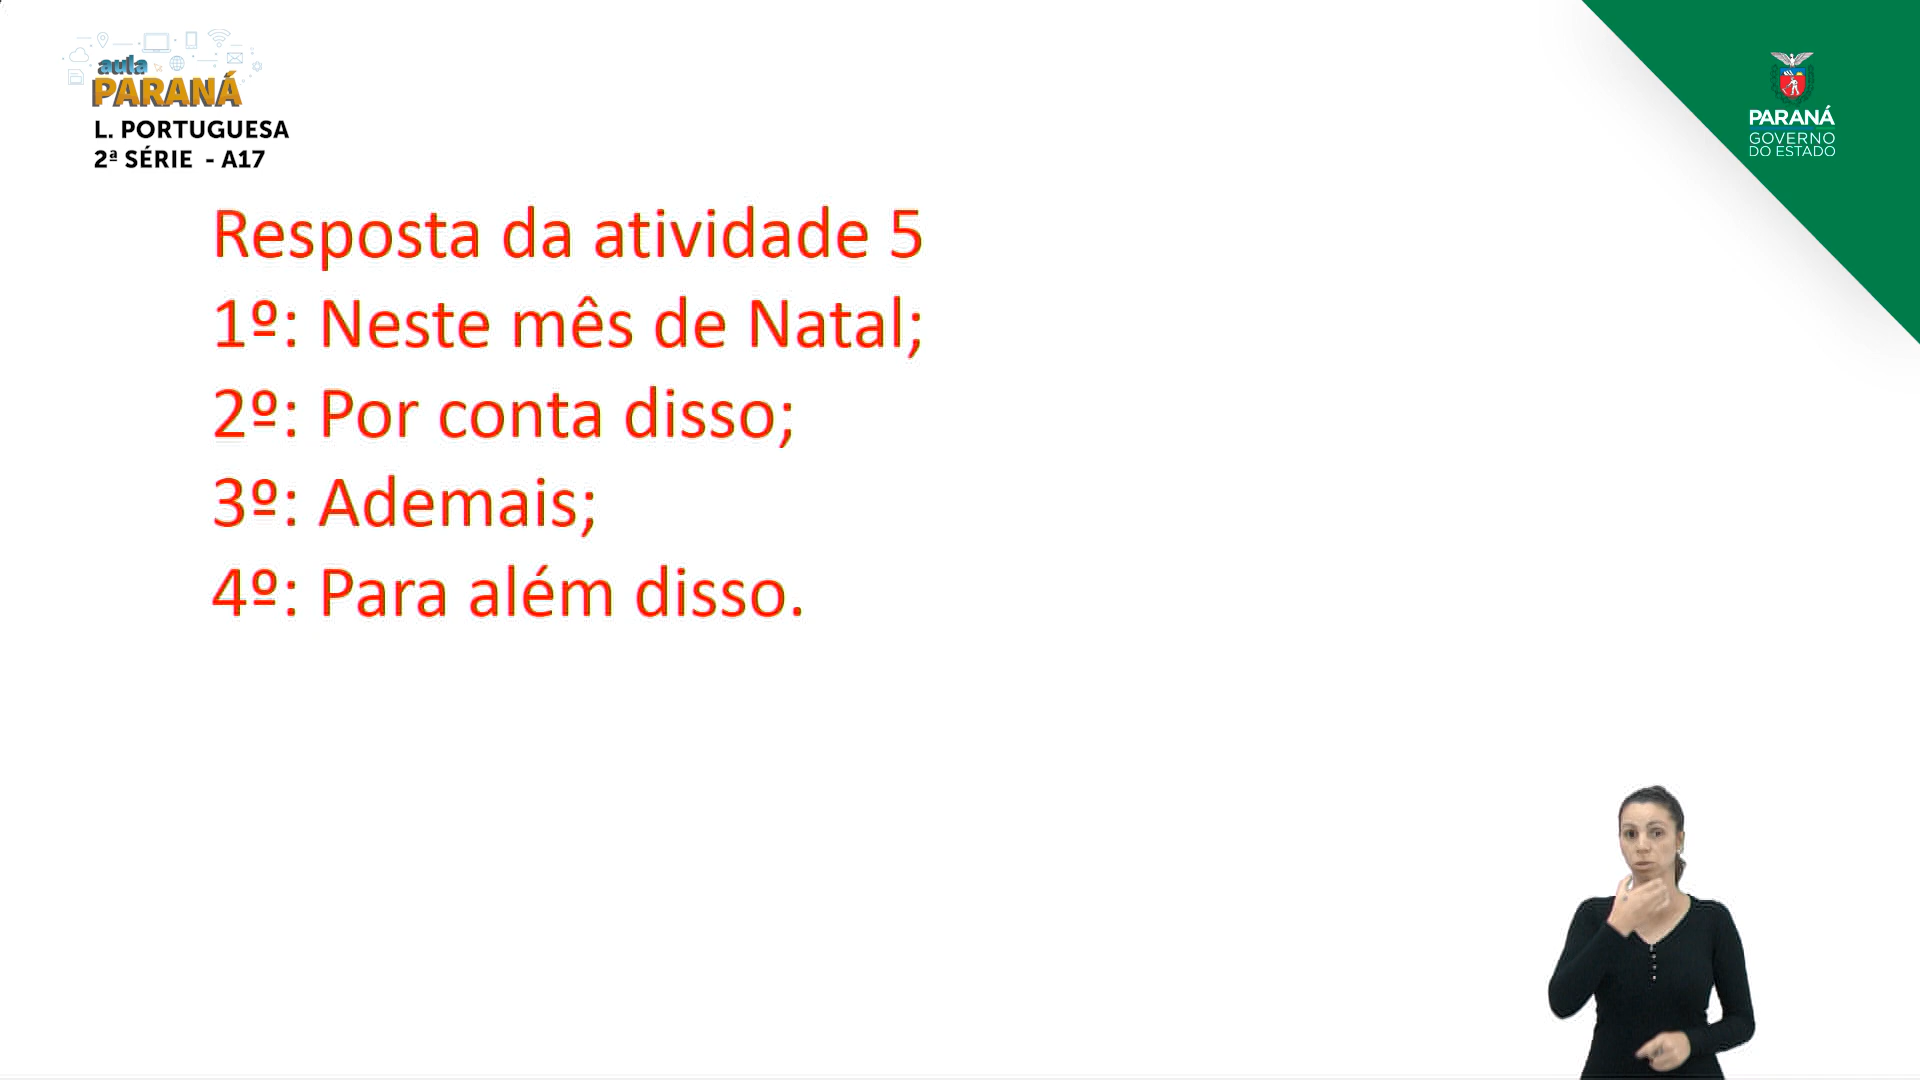 aula
PARANÁ
L. PORTUGUESA
2ª SÉRIE - A17
PARANÁ
GOVERNO
DO ESTADO
Resposta da atividade 5
1º: Neste mês de Natal;
2º: Por conta disso;
3º: Ademais;
4º: Para além disso.